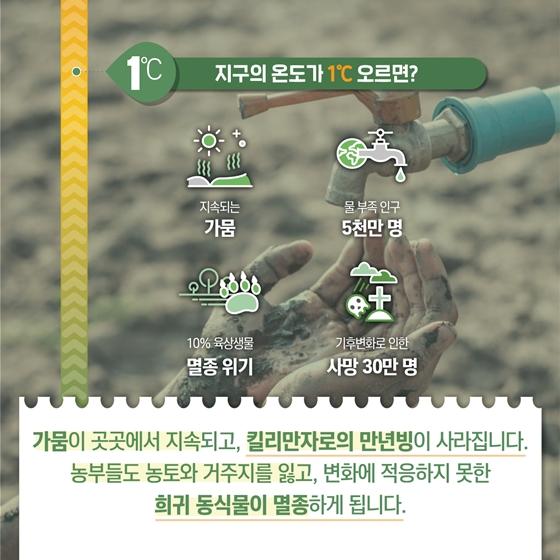 1℃
지구의 온도가 1℃ 오르면?
지속되는
가뭄
물 부족 인구
5천만 명
10% 육상생물
멸종 위기
기후변화로 인한
사망 30만 명
가뭄이 곳곳에서 지속되고, 킬리만자로의 만년빙이 사라집니다.
농부들도 농토와 거주지를 잃고, 변화에 적응하지 못한
희귀 동식물이 멸종하게 됩니다.